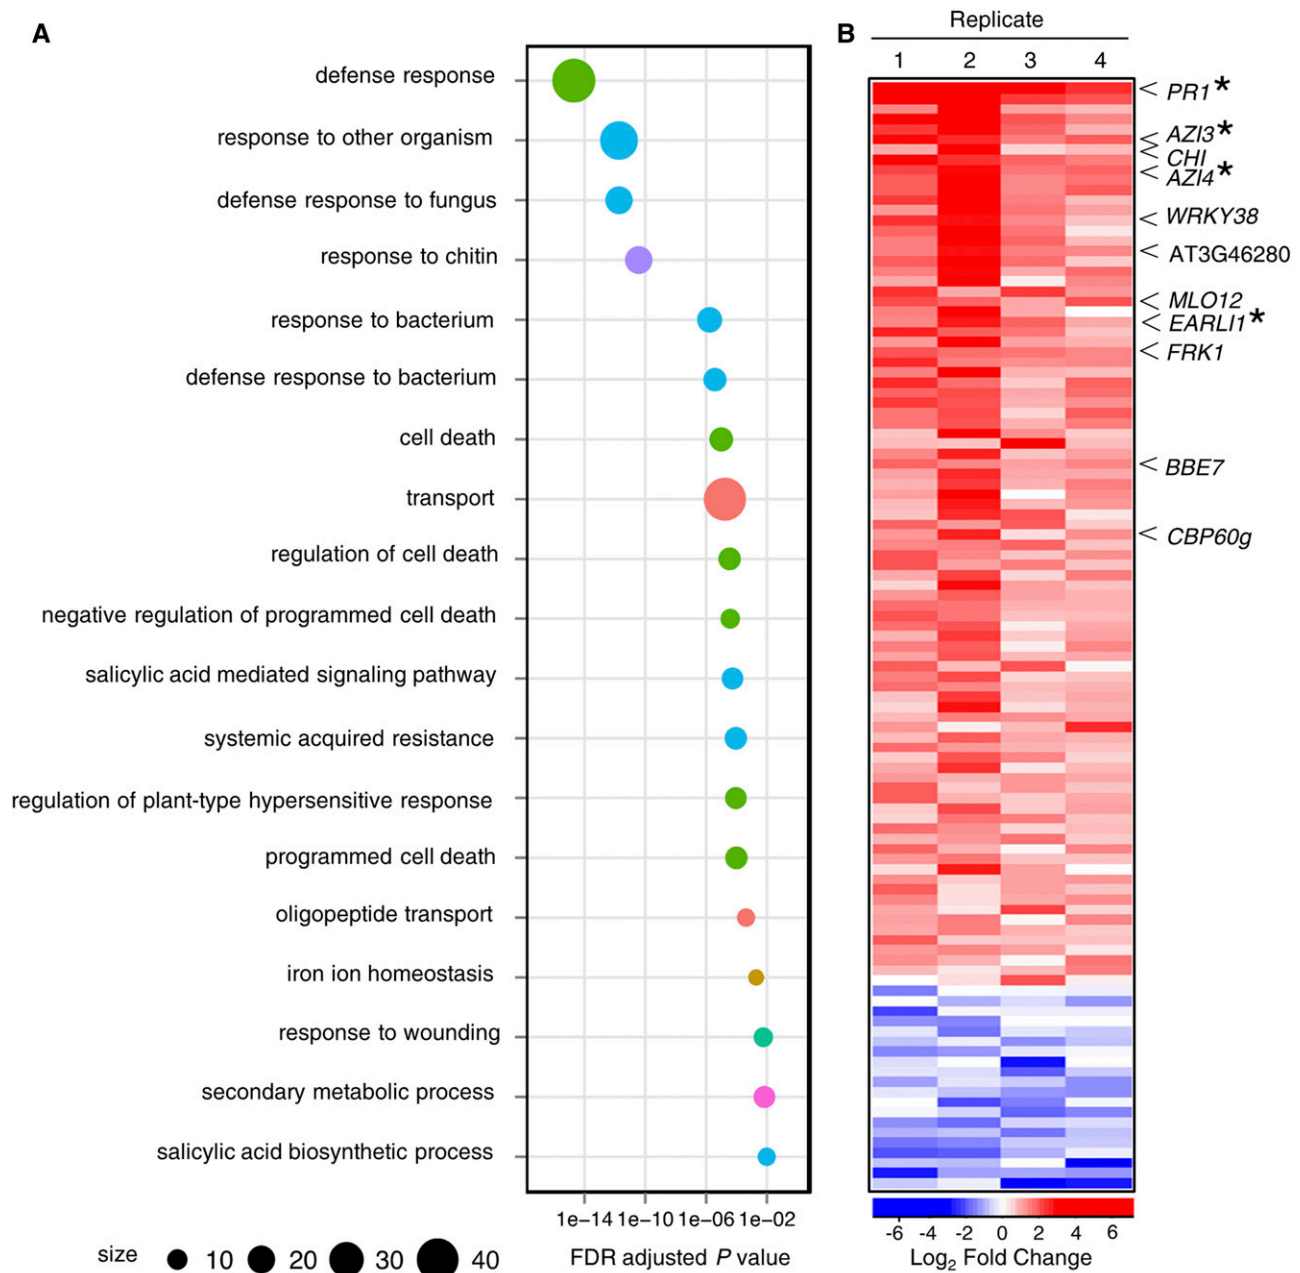 A
defense response
response to other organism
defense response to fungus
response to chitin
response to bacterium
defense response to bacterium
cell death
transport
regulation of cell death
negative regulation of programmed cell death
salicylic acid mediated signaling pathway
systemic acquired resistance
regulation of plant-type hypersensitive response
programmed cell death
oligopeptide transport
iron ion homeostasis
response to wounding
secondary metabolic process
salicylic acid biosynthetic process
1e−14 1e−10 1e−06 1e−02
FDR adjusted P value
size 10 20 30 40
B
Replicate
1 2 3 4
< PR1*
< AZI3*
< CHI
< AZI4*
< WRKY38
< AT3G46280
< MLO12
< EARLI1*
< FRK1
< BBE7
< CBP60g
-6 -4 -2 0 2 4 6
Log2 Fold Change